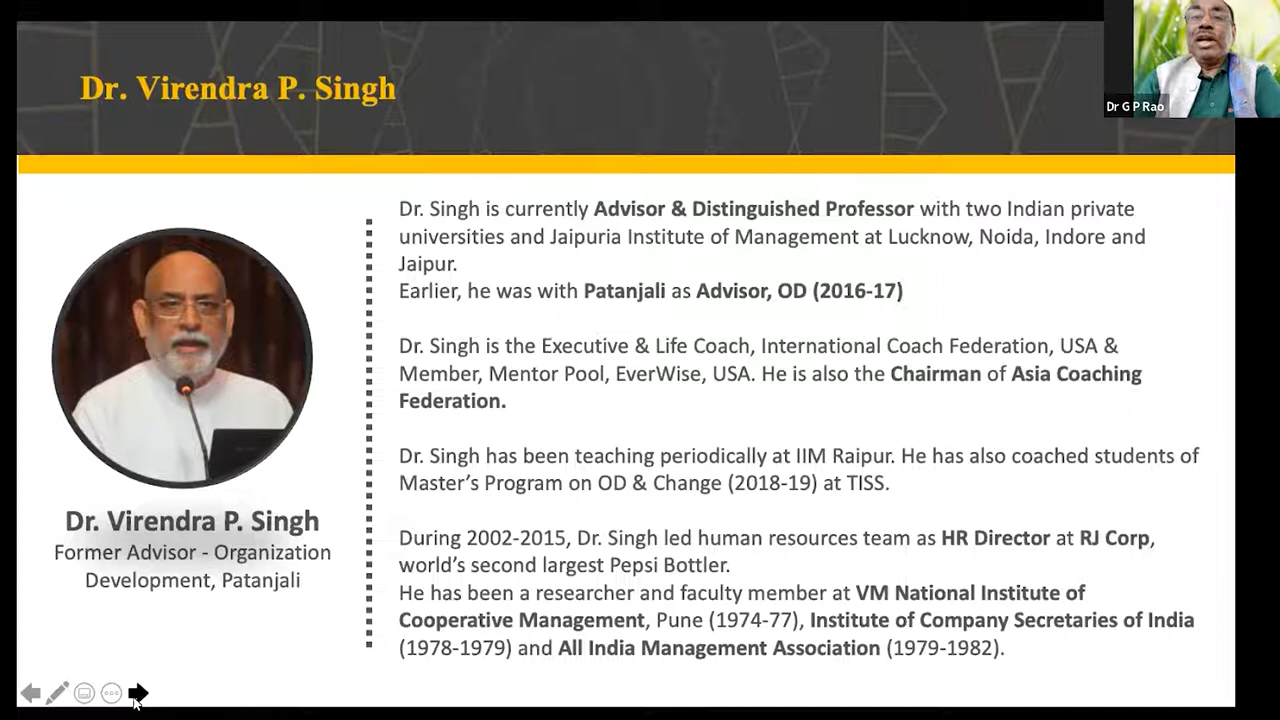 Dr. Virendra P. Singh
Dr G P Rao
Dr. Singh is currently Advisor & Distinguished Professor with two Indian private
universities and Jaipuria Institute of Management at Lucknow, Noida, Indore and
Jaipur.
Earlier, he was with Patanjali as Advisor, OD (2016-17)
Dr. Singh is the Executive & Life Coach, International Coach Federation, USA &
Member, Mentor Pool, EverWise, USA. He is also the Chairman of Asia Coaching
Federation.
Dr. Singh has been teaching periodically at IIM Raipur. He has also coached students of
Master's Program on OD & Change (2018-19) at TISS.
During 2002-2015, Dr. Singh led human resources team as HR Director at RJ Corp,
world's second largest Pepsi Bottler.
He has been a researcher and faculty member at VM National Institute of
Cooperative Management, Pune (1974-77), Institute of Company Secretaries of India
(1978-1979) and All India Management Association (1979-1982).
Dr. Virendra P. Singh
Former Advisor - Organization
Development, Patanjali